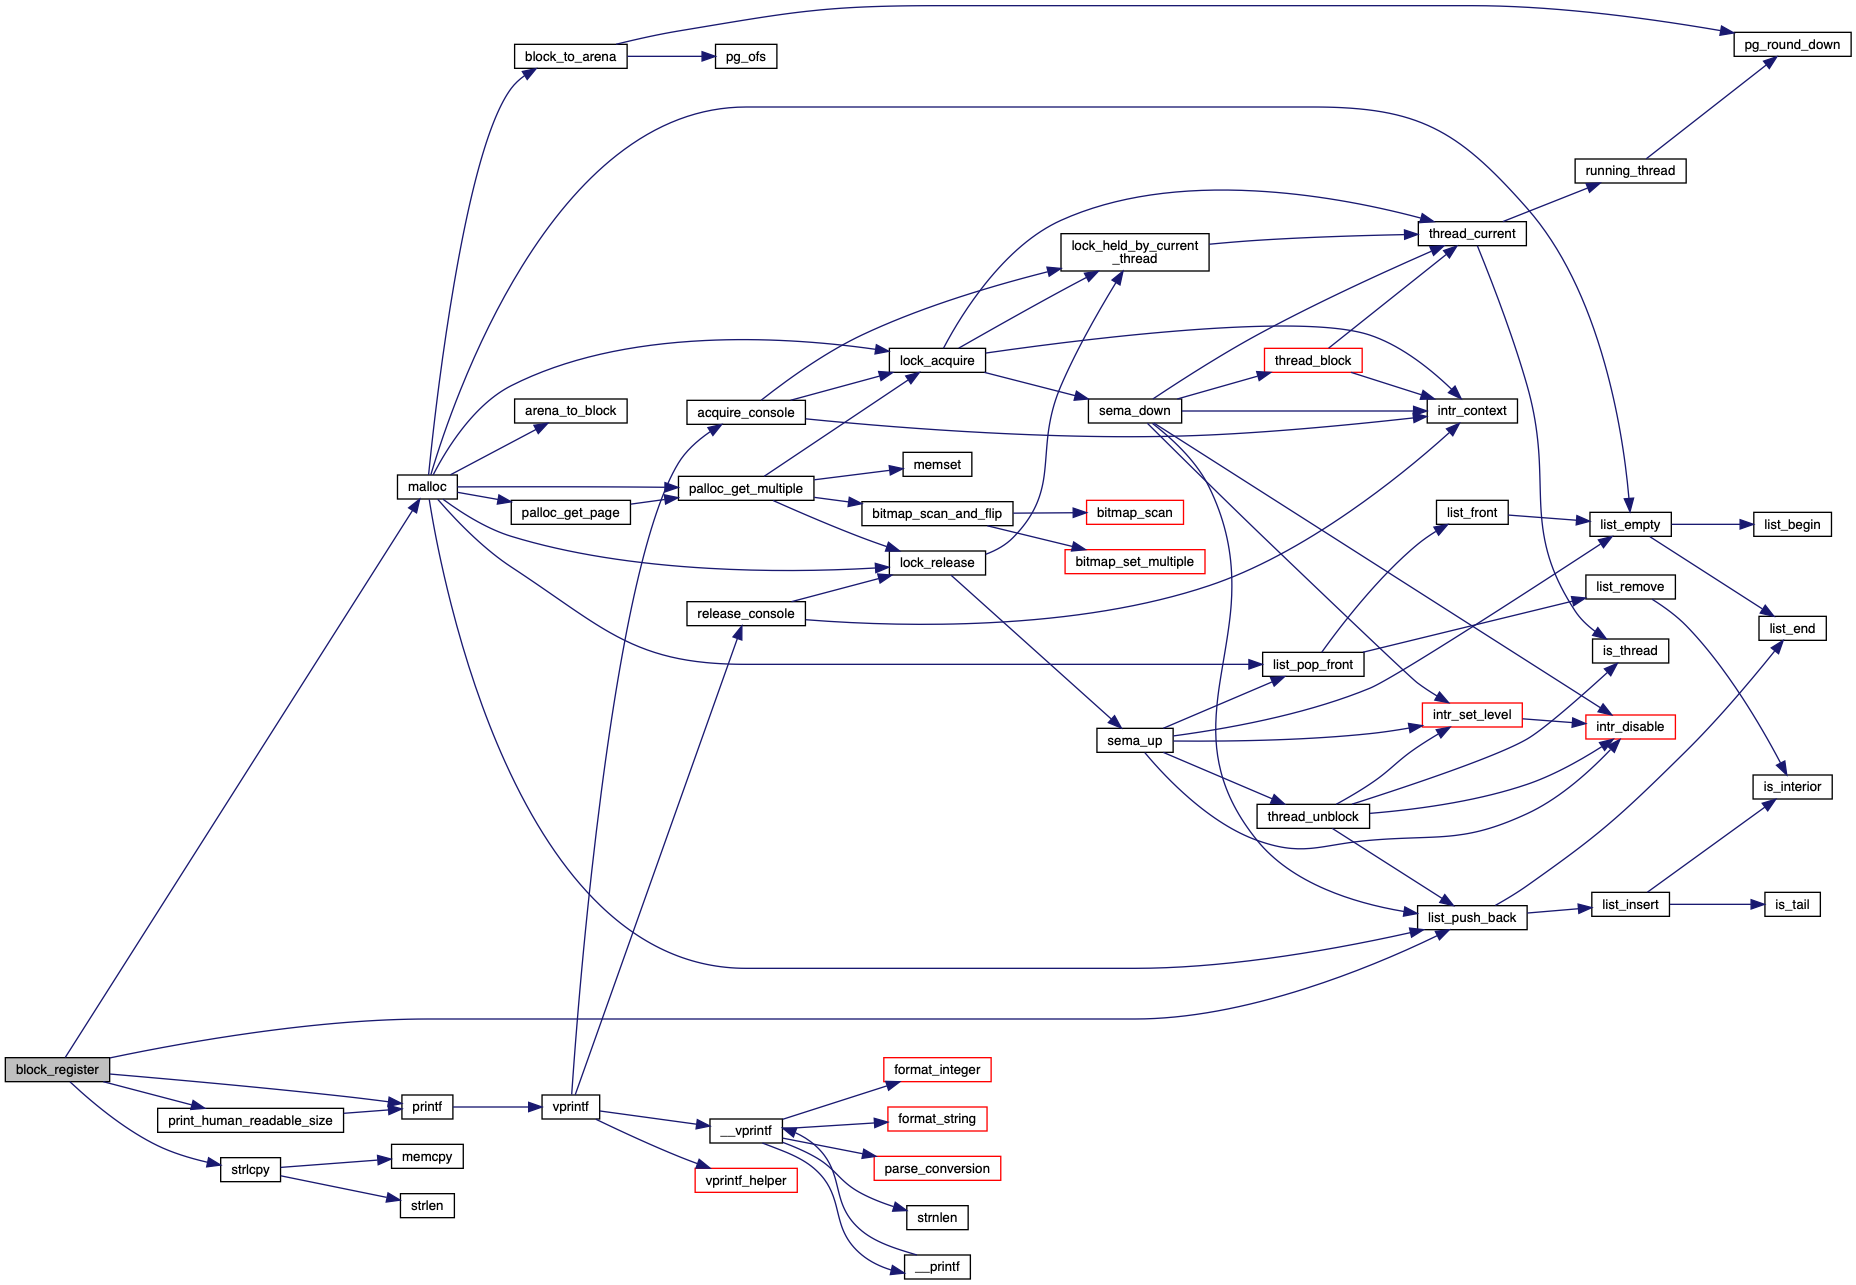 block_to_arena
pg_ofs
pg_round_down
running_thread
thread_current
lock_held_by_current
_thread
lock_acquire
thread_block
arena_to_block
acquire_console
sema_down
intr_context
malloc
palloc_get_multiple
memset
palloc_get_page
bitmap_scan_and_flip
bitmap_scan
list_front
list_empty
list_begin
lock_release
bitmap_set_multiple
list_remove
release_console
list_end
list_pop_front
is_thread
intr_set_level
intr_disable
sema_up
is_interior
thread_unblock
list_push_back
list_insert
is_tail
block_register
format_integer
print_human_readable_size
printf
vprintf
__vprintf
format_string
strlcpy
memcpy
vprintf_helper
parse_conversion
strlen
strnlen
__printf